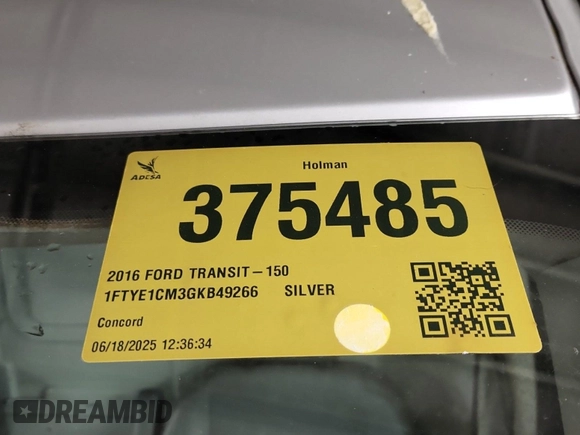 Holman
ADESA
375485
2016 FORD TRANSIT-150
1FTYE1CM3GKB49266 SILVER
Concord
06/18/2025 12:36:34
DREAMBID